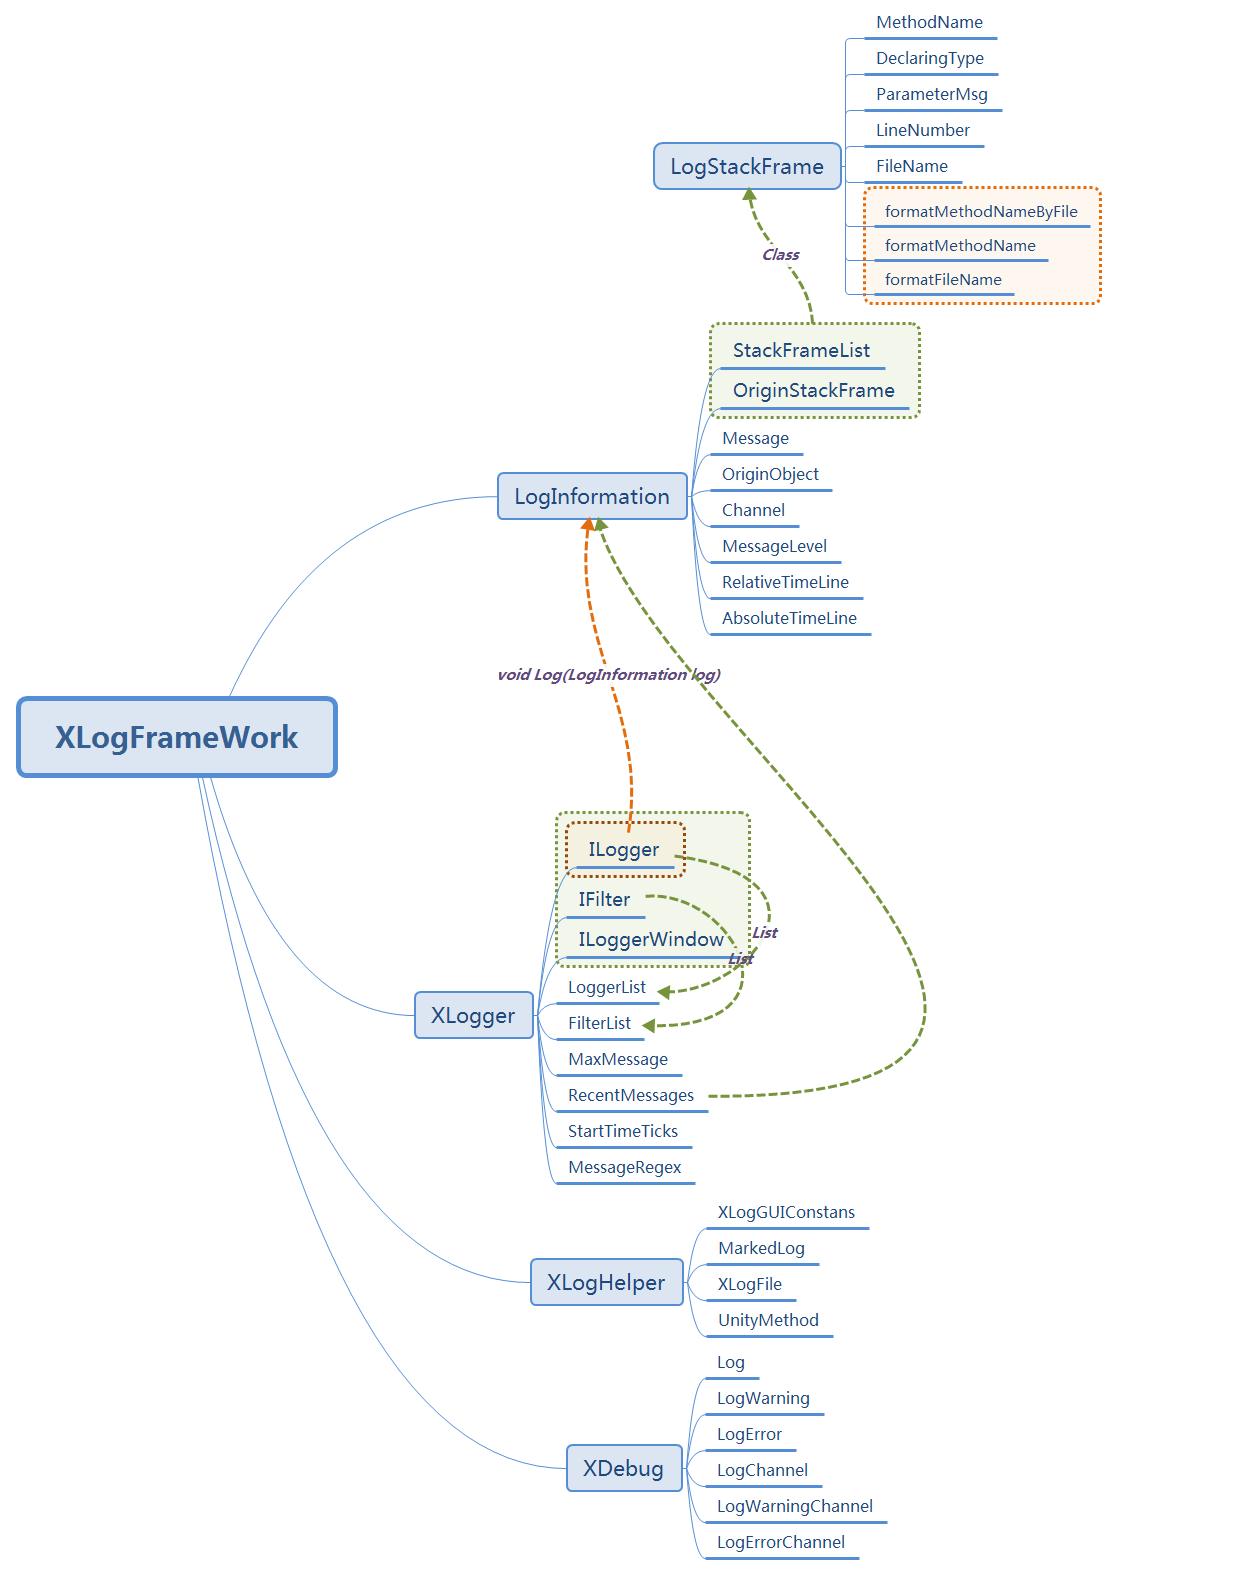 MethodName
DeclaringType
ParameterMsg
LineNumber
LogStackFrame
FileName
formatMethodNameByFile
formatMethodName
Class
formatFileName
StackFrameList
OriginStackFrame
Message
OriginObject
LogInformation
Channel
MessageLevel
RelativeTimeLine
AbsoluteTimeLine
void Log(LogInformation log)
XLogFrameWork
ILogger
IFilter
List
ILoggerWindow
List
LoggerList
XLogger
FilterList
MaxMessage
RecentMessages
StartTimeTicks
MessageRegex
XLogGUIConstans
MarkedLog
XLogHelper
XLogFile
UnityMethod
Log
LogWarning
LogError
XDebug
LogChannel
LogWarningChannel
LogErrorChannel